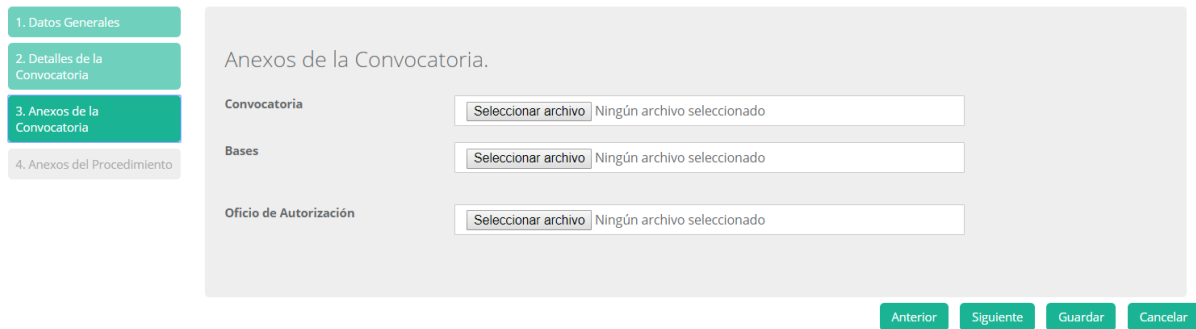 1. Datos Generales
2. Detalles de la
Convocatoria
3. Anexos de la
Convocatoria
4. Anexos del Procedimiento
Anexos de la Convocatoria.
Convocatoria
Seleccionar archivo Ningún archivo seleccionado
Bases
Seleccionar archivo Ningún archivo seleccionado
Oficio de Autorización
Seleccionar archivo Ningún archivo seleccionado
Anterior Siguiente Guardar Cancelar